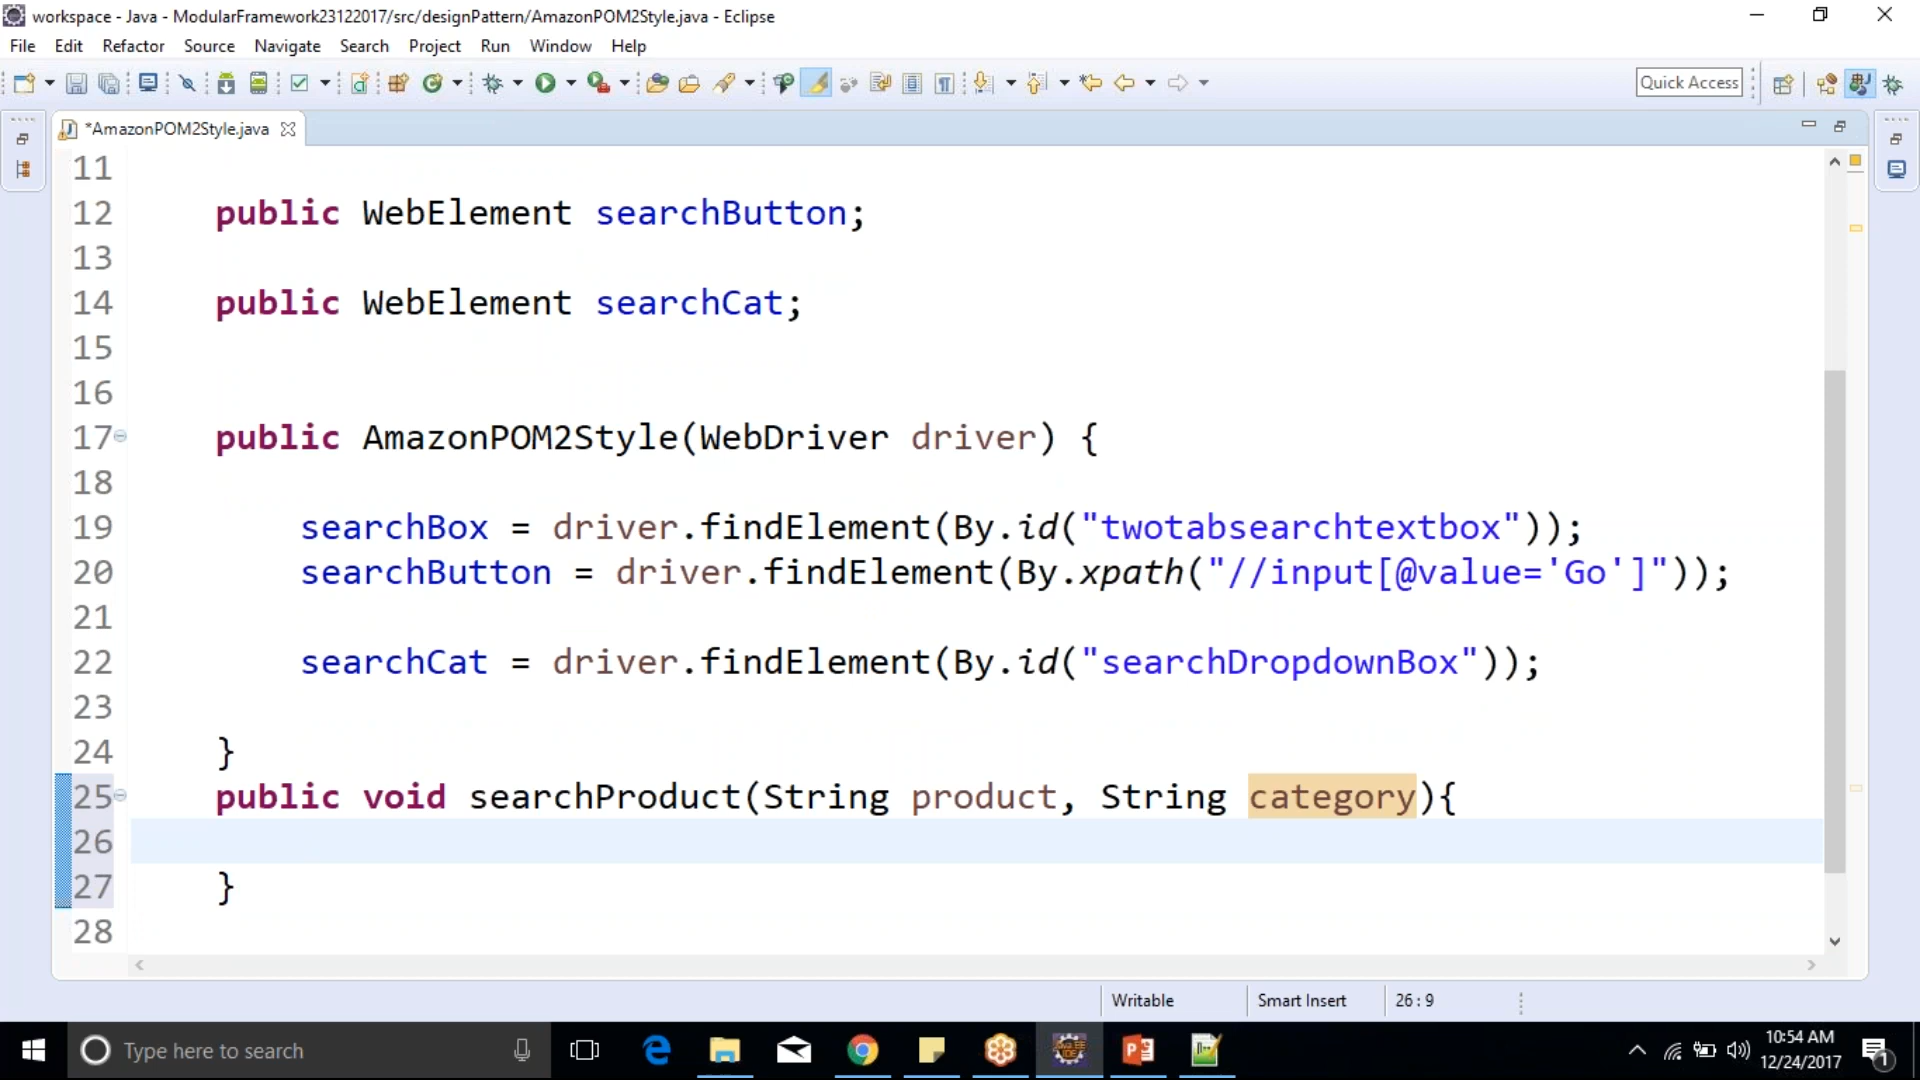 workspace - Java - ModularFramework23122017/src/designPattern/AmazonPOM2Style.java - Eclipse
File Edit Refactor Source Navigate Search Project Run Window Help
Quick Access
*AmazonPOM2Style.java
11
12 public WebElement searchButton;
13
14 public WebElement searchCat;
15
16
17 public AmazonPOM2Style(WebDriver driver) {
18
19 searchBox = driver.findElement(By.id("twotabsearchtextbox"));
20 searchButton = driver.findElement(By.xpath("//input[@value='Go']"));
21
22 searchCat = driver.findElement(By.id("searchDropdownBox"));
23
24 }
25 public void searchProduct(String product, String category){
26
27 }
28
Writable Smart Insert 26 : 9
Type here to search
10:54 AM
12/24/2017
1